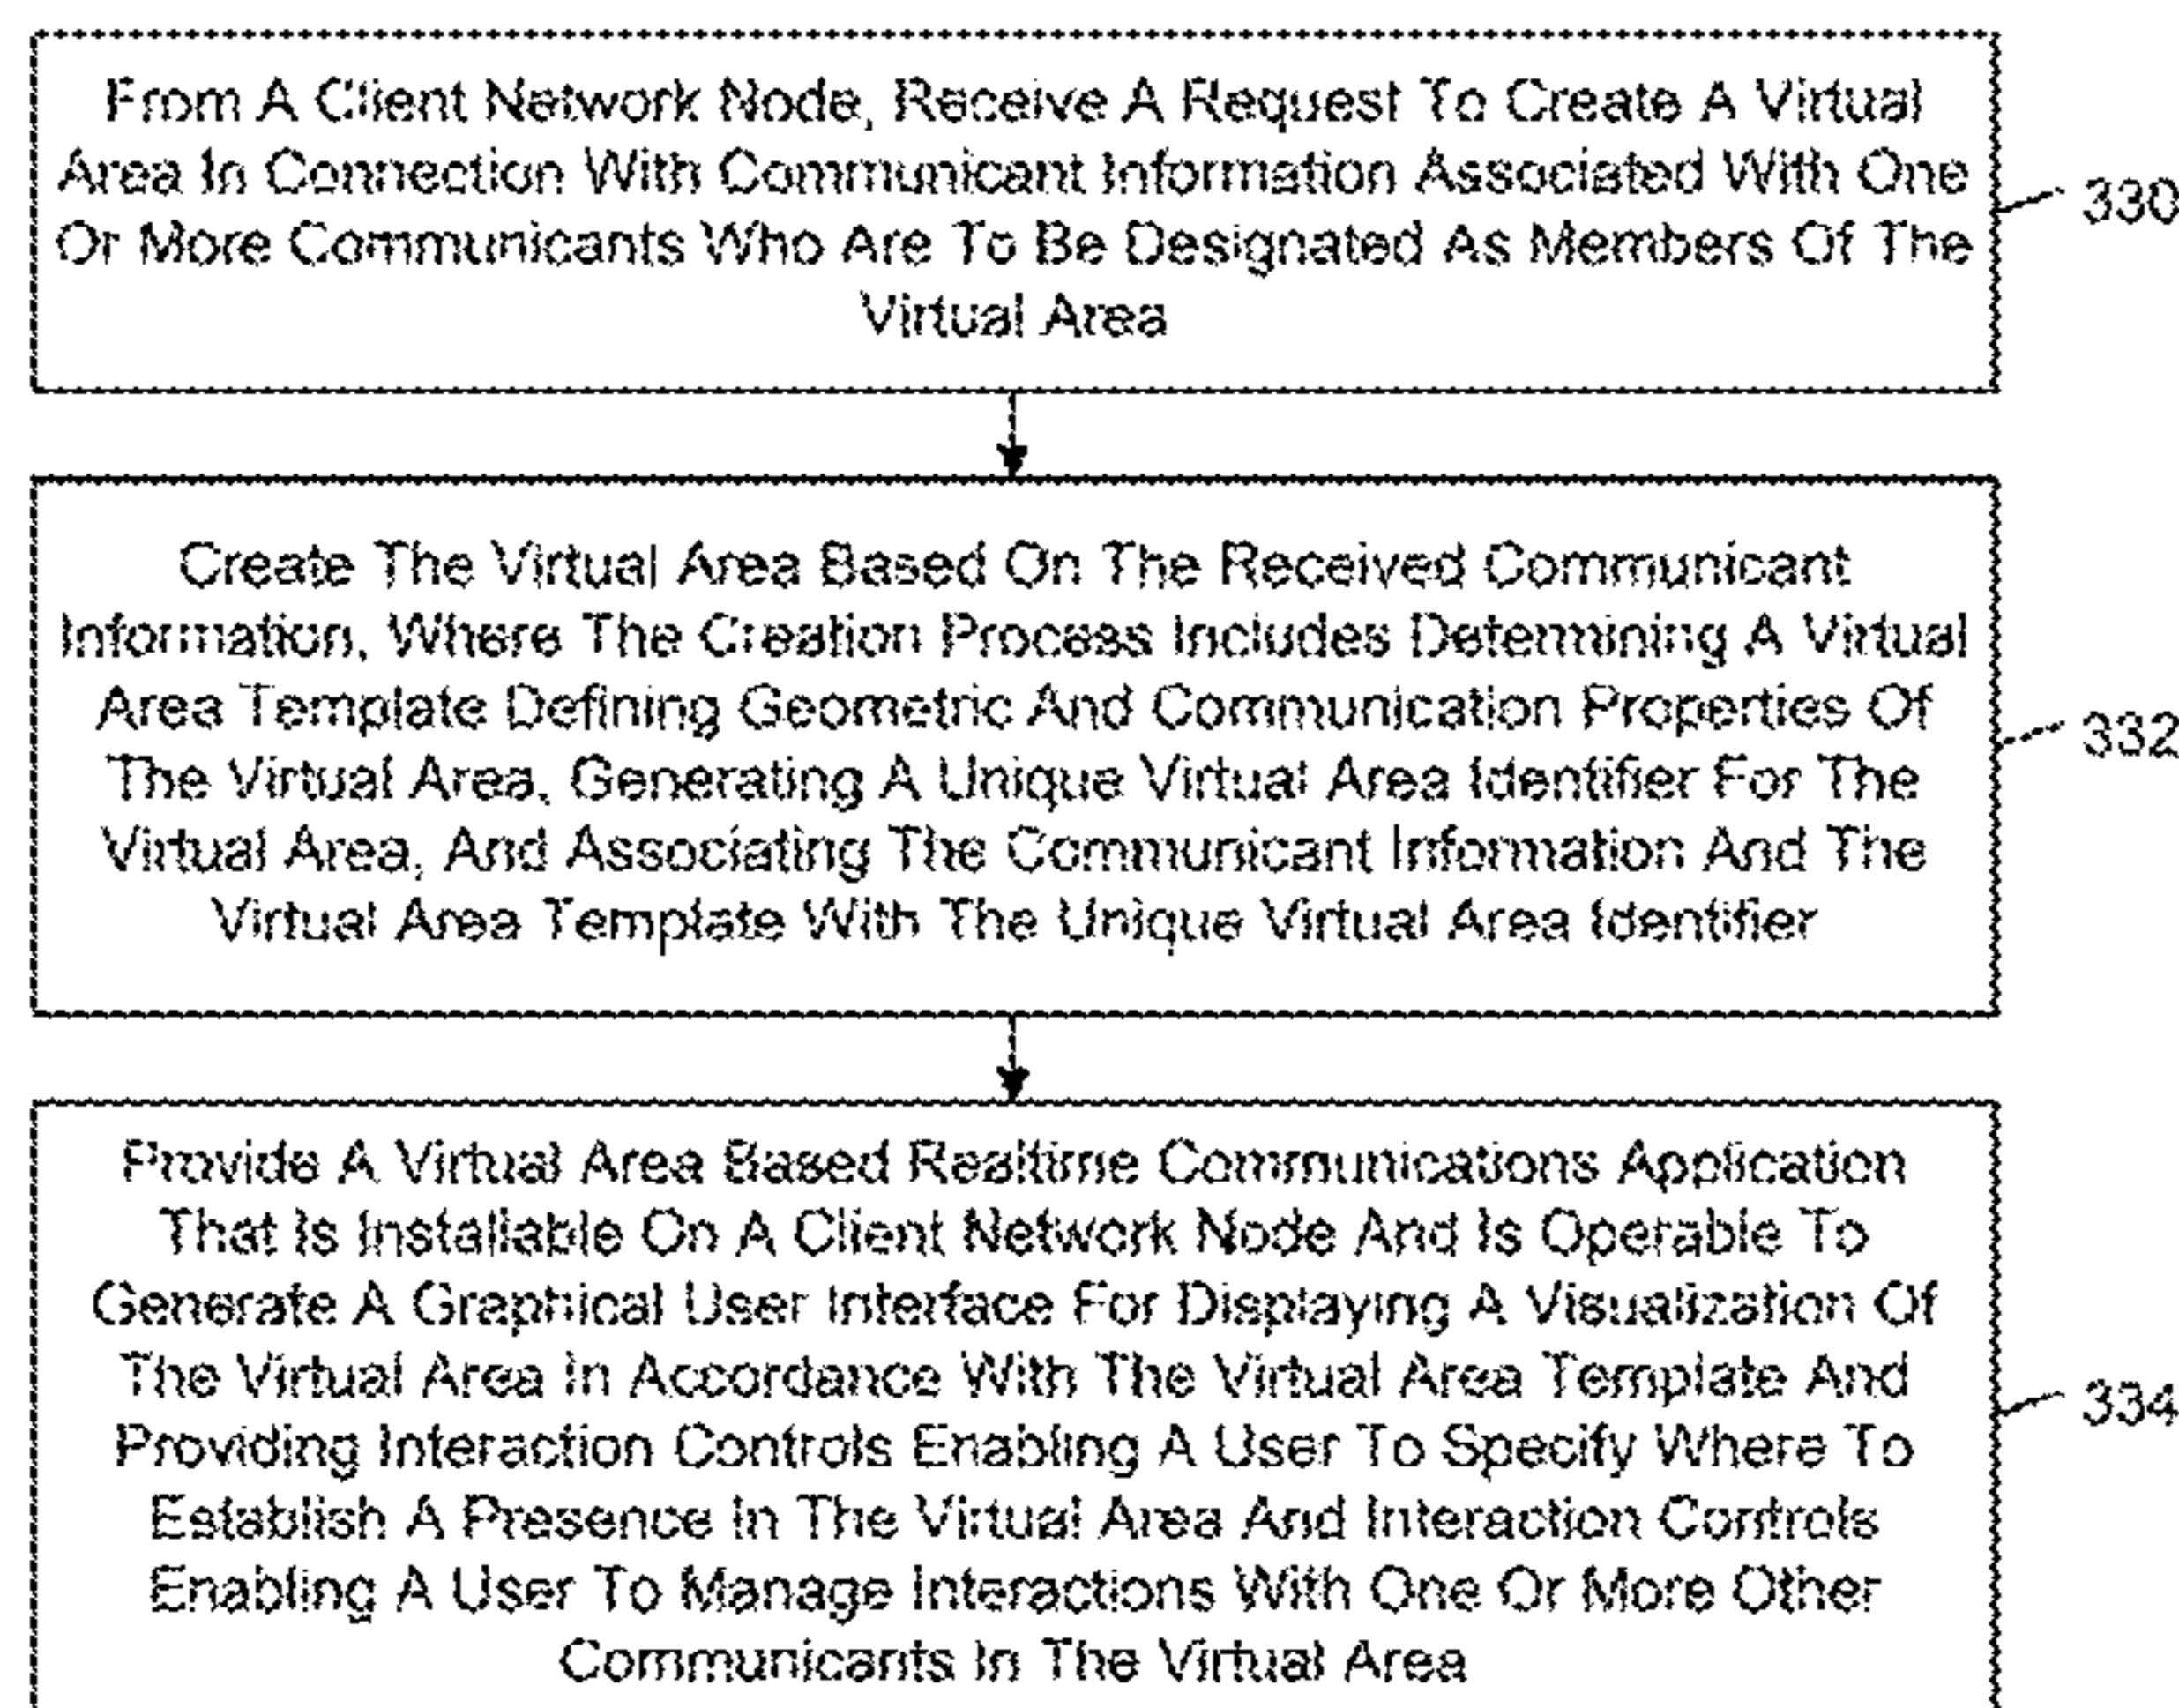 From A Client Network Node, Receive A Request To Create A Virtual
Area In Connection With Communicant Information Associated With One
Or More Communicants Who Are To Be Designated As Members Of The
Virtual Area
330
Create The Virtual Area Based On The Received Communicant
Information, Where The Creation Process Includes Determining A Virtual
Area Template Defining Geometric And Communication Properties Of
The Virtual Area, Generating A Unique Virtual Area Identifier For The
Virtual Area, And Associating The Communicant Information And The
Virtual Area Template With The Unique Virtual Area Identifier
332
Provide A Virtual Area Based Realtime Communications Application
That Is Installable On A Client Network Node And Is Operable To
Generate A Graphical User Interface For Displaying A Visualization Of
The Virtual Area In Accordance With The Virtual Area Template And
Providing Interaction Controls Enabling A User To Specify Where To
Establish A Presence In The Virtual Area And Interaction Controls
Enabling A User To Manage Interactions With One Or More Other
Communicants In The Virtual Area
334